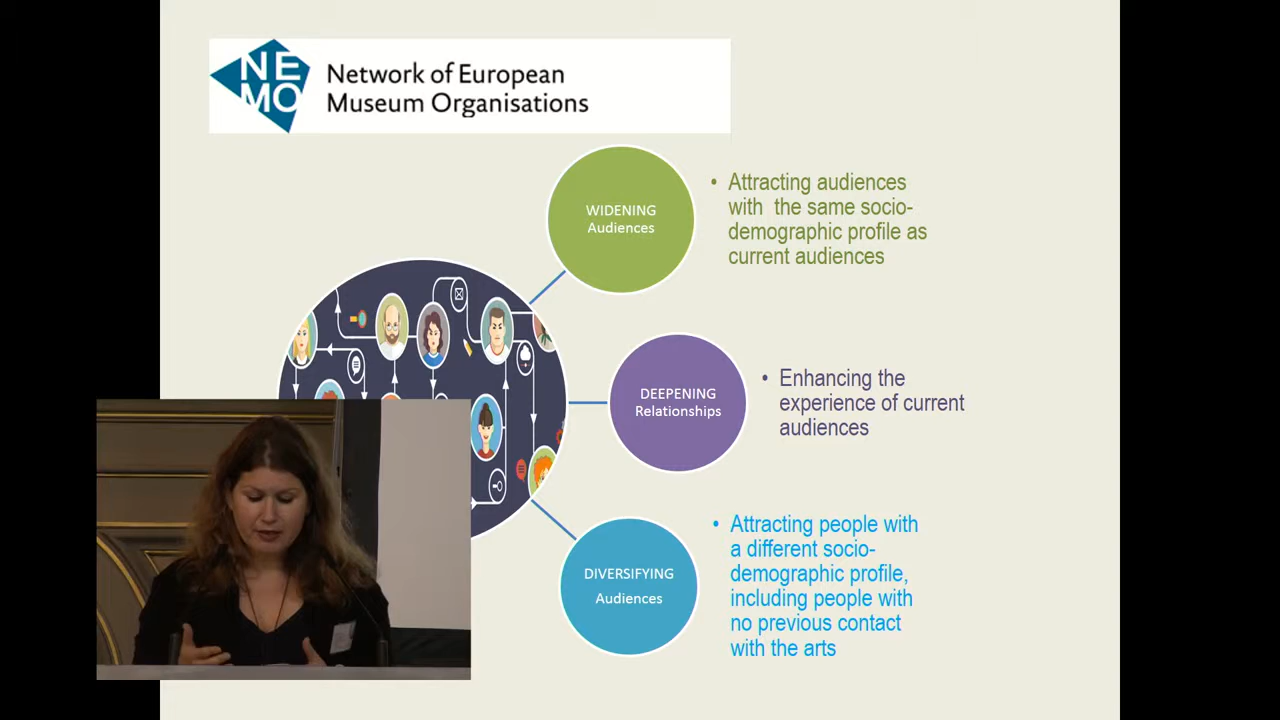 NE
MO
Network of European
Museum Organisations
WIDENING
Audiences
• Attracting audiences
with the same socio-
demographic profile as
current audiences
DEEPENING
Relationships
• Enhancing the
experience of current
audiences
DIVERSIFYING
Audiences
• Attracting people with
a different socio-
demographic profile,
including people with
no previous contact
with the arts